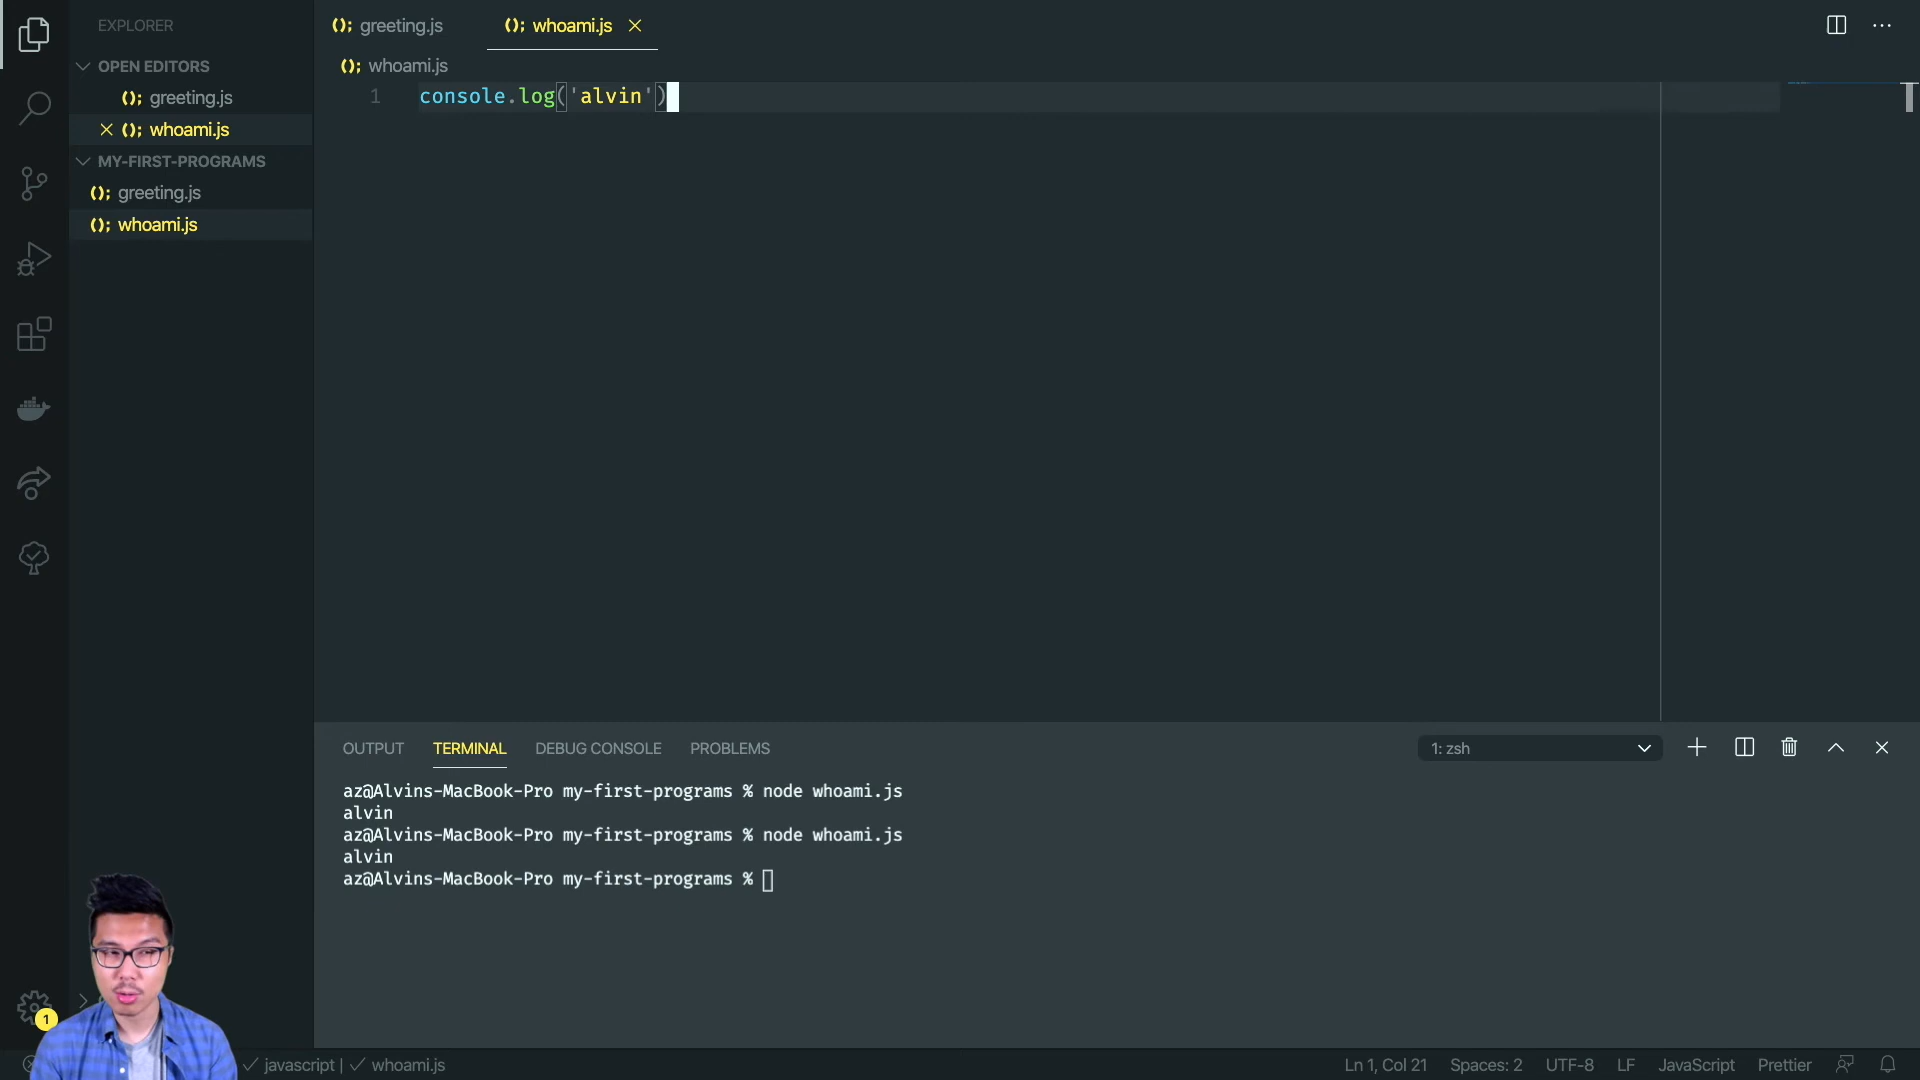 EXPLORER
OPEN EDITORS
(); greeting.js
(); whoami.js
MY-FIRST-PROGRAMS
(); greeting.js
(); whoami.js
(); greeting.js
(); whoami.js
(); whoami.js
1 console.log('alvin')
OUTPUT TERMINAL DEBUG CONSOLE PROBLEMS
1: zsh
az@Alvins-MacBook-Pro my-first-programs % node whoami.js
alvin
az@Alvins-MacBook-Pro my-first-programs % node whoami.js
alvin
az@Alvins-MacBook-Pro my-first-programs %
1
javascript | whoami.js
Ln 1, Col 21 Spaces: 2 UTF-8 LF JavaScript Prettier